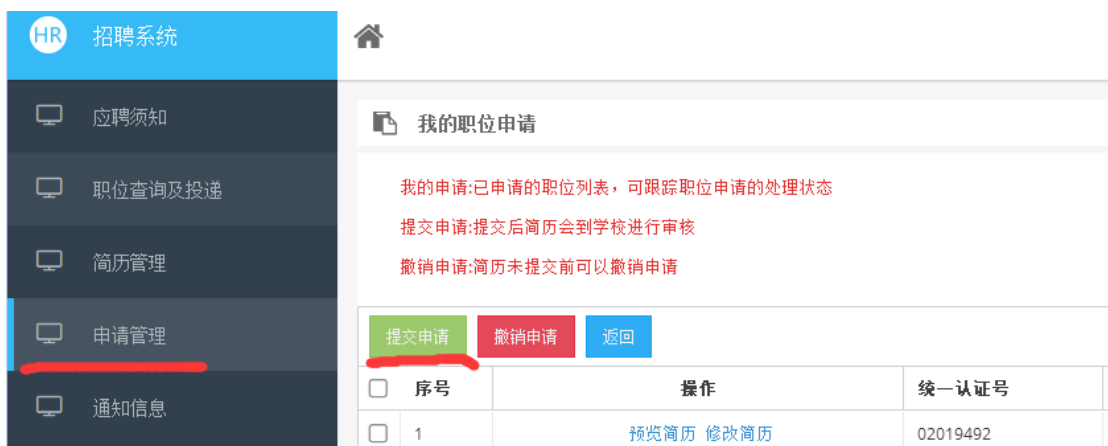 HR 招聘系统
应聘须知
职位查询及投递
简历管理
申请管理
通知信息
我的职位申请
我的申请:已申请的职位列表，可跟踪职位申请的处理状态
提交申请:提交后简历会到学校进行审核
撤销申请:简历未提交前可以撤销申请
提交申请 撤销申请 返回
序号 操作 统一认证号
1 预览简历 修改简历 02019492